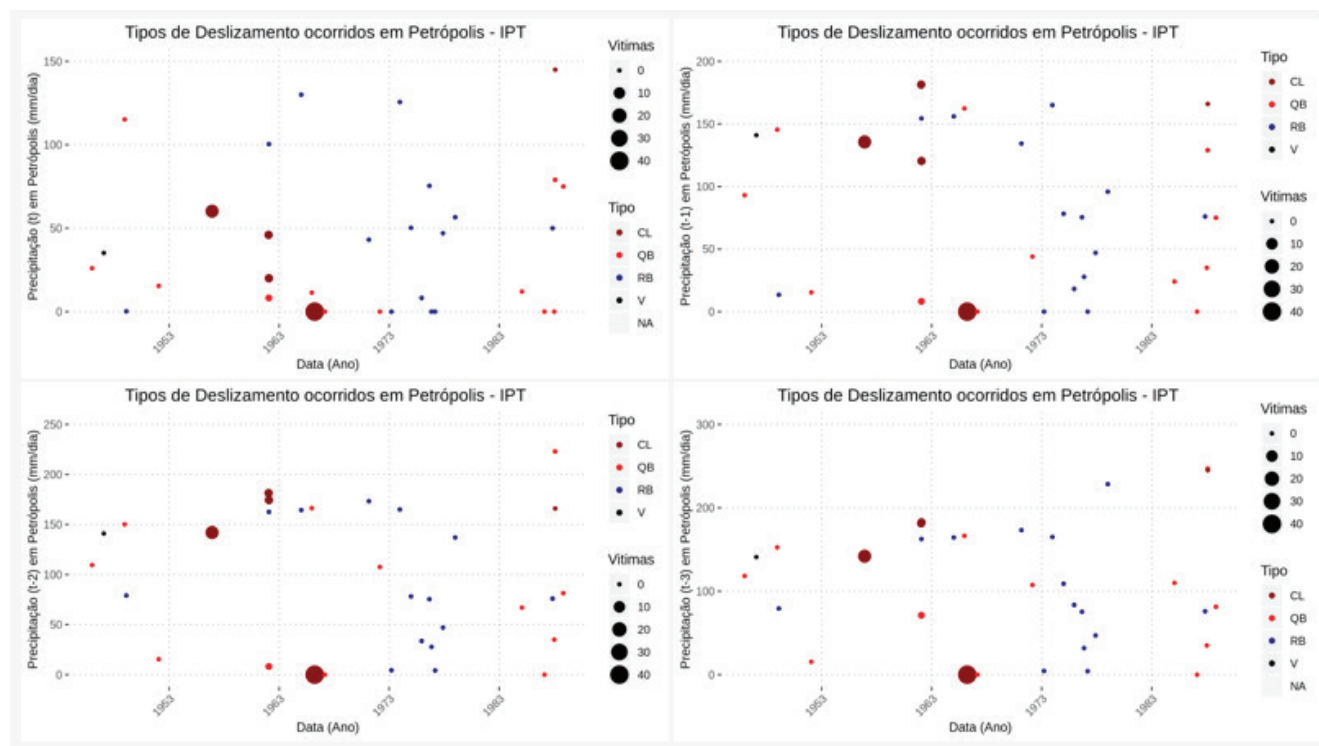 Tipos de Deslizamento ocorridos em Petrópolis - IPT
Precipitação (t) em Petrópolis (mm/dia)
150
100
50
0
1953
1963
1973
1983
Data (Ano)
Vitimas
0
10
20
30
40
Tipo
CL
QB
RB
V
NA
Tipos de Deslizamento ocorridos em Petrópolis - IPT
Precipitação (t-1) em Petrópolis (mm/dia)
200
150
100
50
0
1953
1963
1973
1983
Data (Ano)
Tipo
CL
QB
RB
V
Vitimas
0
10
20
30
40
Tipos de Deslizamento ocorridos em Petrópolis - IPT
Precipitação (t-2) em Petrópolis (mm/dia)
250
200
150
100
50
0
1953
1963
1973
1983
Data (Ano)
Tipo
CL
QB
RB
V
Vitimas
0
10
20
30
40
Tipos de Deslizamento ocorridos em Petrópolis - IPT
Precipitação (t-3) em Petrópolis (mm/dia)
300
200
100
0
1953
1963
1973
1983
Data (Ano)
Vitimas
0
10
20
30
40
Tipo
CL
QB
RB
V
NA